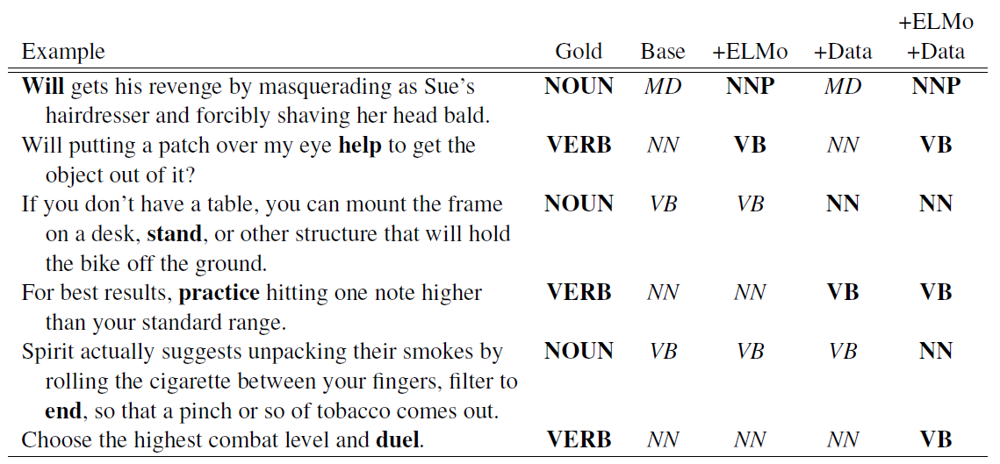 +ELMo
Example Gold Base +ELMo +Data +Data
Will gets his revenge by masquerading as Sue’s NOUN MD NNP MD NNP
hairdresser and forcibly shaving her head bald.
Will putting a patch over my eye help to get the VERB NN VB NN VB
object out of it?
If you don’t have a table, you can mount the frame NOUN VB VB NN NN
on a desk, stand, or other structure that will hold
the bike off the ground.
For best results, practice hitting one note higher VERB NN NN VB VB
than your standard range.
Spirit actually suggests unpacking their smokes by NOUN VB VB VB NN
rolling the cigarette between your fingers, filter to
end, so that a pinch or so of tobacco comes out.
Choose the highest combat level and duel. VERB NN NN NN VB